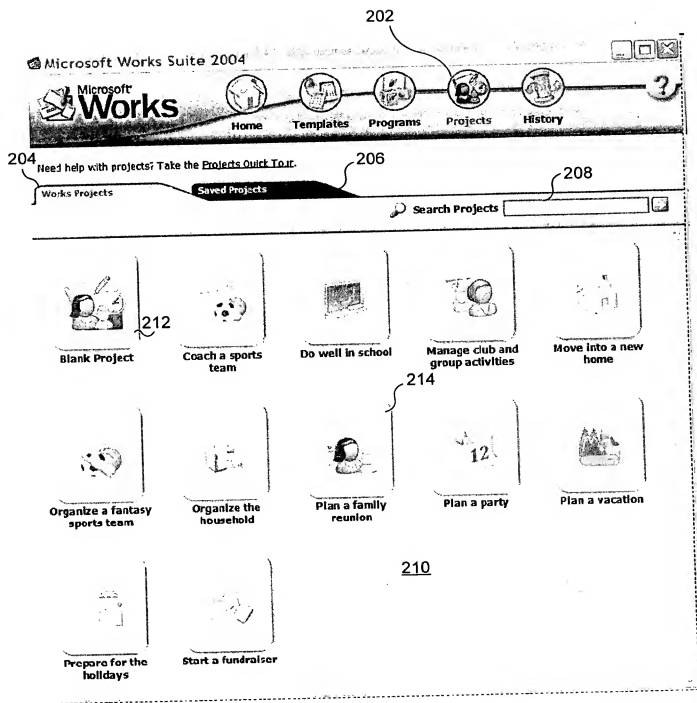 202
Microsoft Works Suite 2004
Microsoft
Works
Home Templates Programs Projects History ?
204
Need help with projects? Take the Projects Quick Tour.
206
208
Works Projects Saved Projects
Search Projects
212
Blank Project Coach a sports team Do well in school Manage club and group activities Move into a new home
214
12
Organize a fantasy sports team Organize the household Plan a family reunion Plan a party Plan a vacation
210
Prepare for the holidays Start a fundraiser